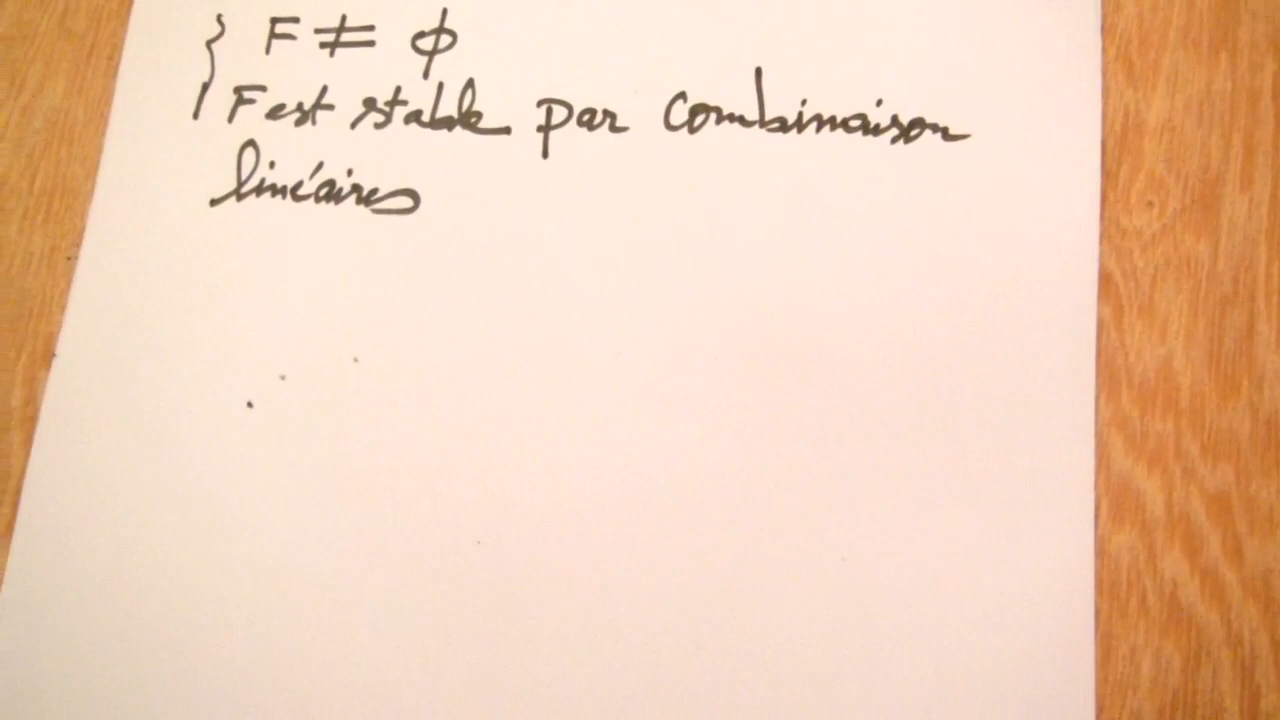 { F ≠ ϕ
F est stable par combinaison
linéaires